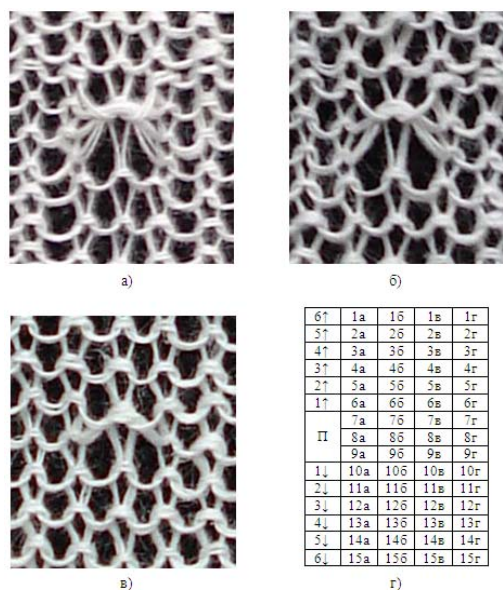 а)
б)
6↑ 1а 1б 1в 1г
5↑ 2а 2б 2в 2г
4↑ 3а 3б 3в 3г
3↑ 4а 4б 4в 4г
2↑ 5а 5б 5в 5г
1↑ 6а 6б 6в 6г
7а 7б 7в 7г
П 8а 8б 8в 8г
9а 9б 9в 9г
1↓ 10а 10б 10в 10г
2↓ 11а 11б 11в 11г
3↓ 12а 12б 12в 12г
4↓ 13а 13б 13в 13г
5↓ 14а 14б 14в 14г
6↓ 15а 15б 15в 15г
в)
г)